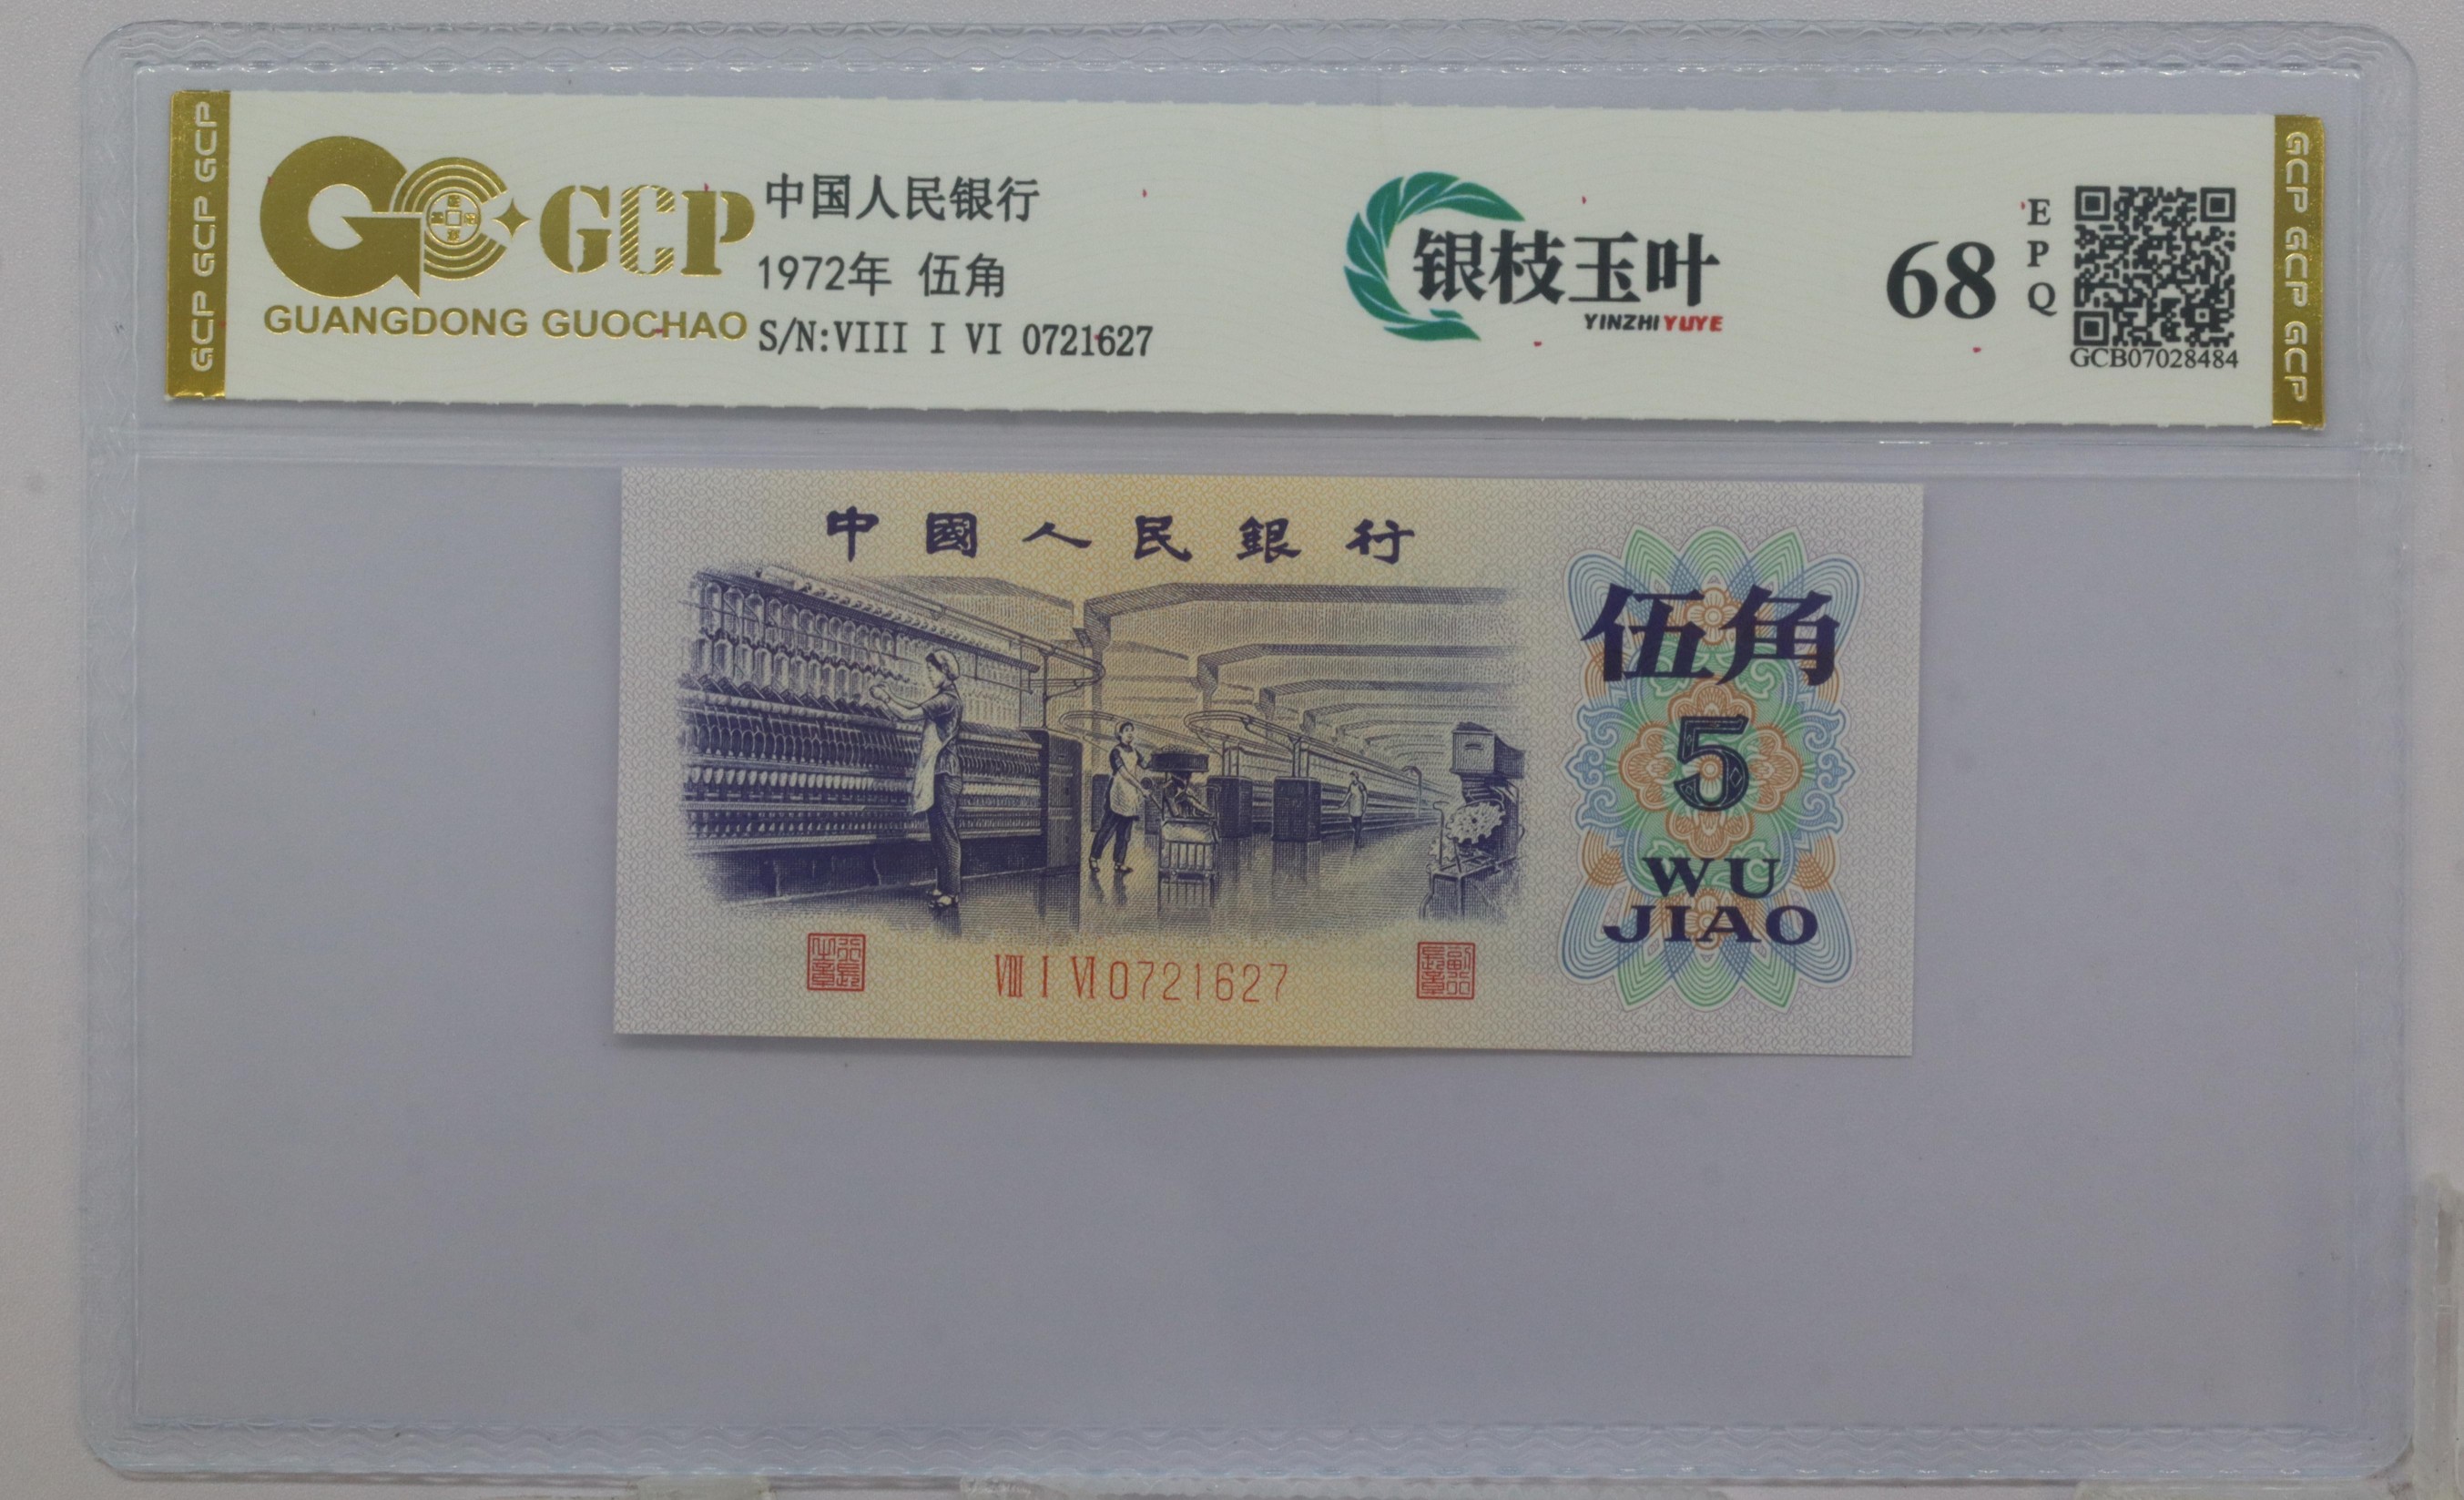 GCP GCP GCP
GCP
GUANGDONG GUOCHAO
中国人民银行
1972年 伍角
S/N:VIII I VI 0721627
银枝玉叶
YINZHIYUYE
68
EPQ
GCB07028484
GCP GCP GCP
中國人民銀行
伍角
5
WU
JIAO
VIII I VI 0721627